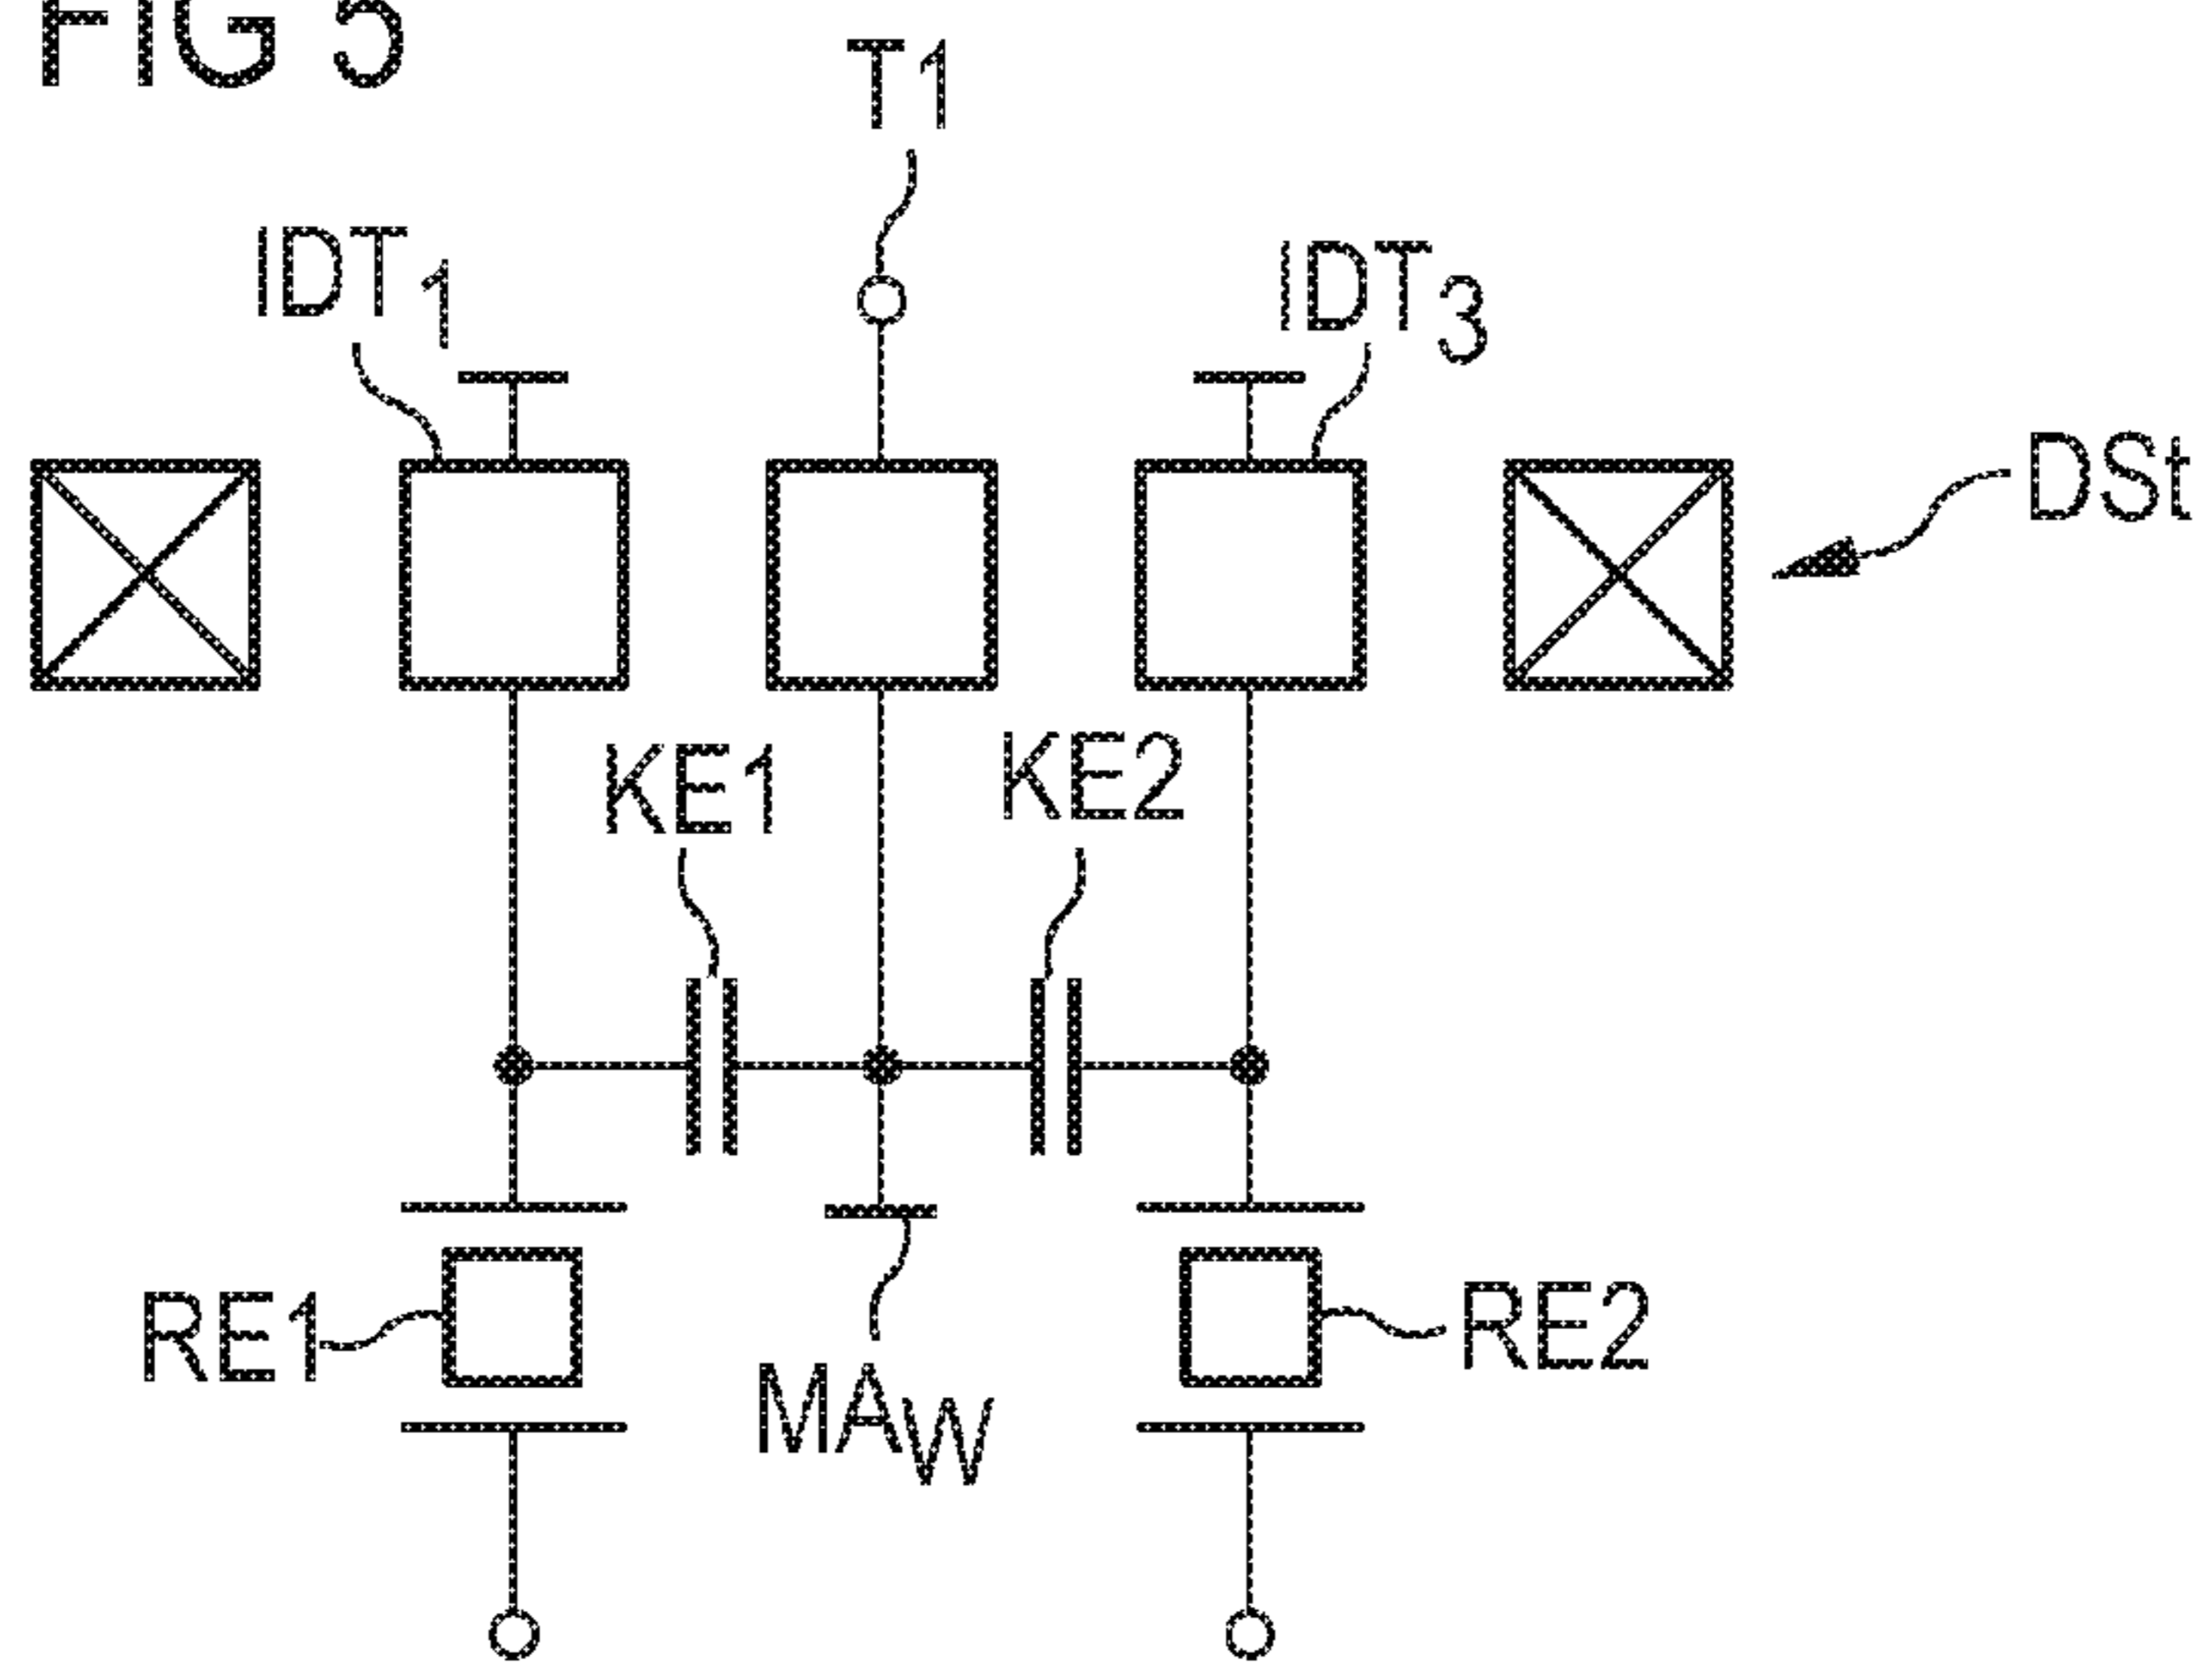 FIG 5
T1
IDT1
IDT3
DSt
KE1
KE2
RE1
RE2
MAW